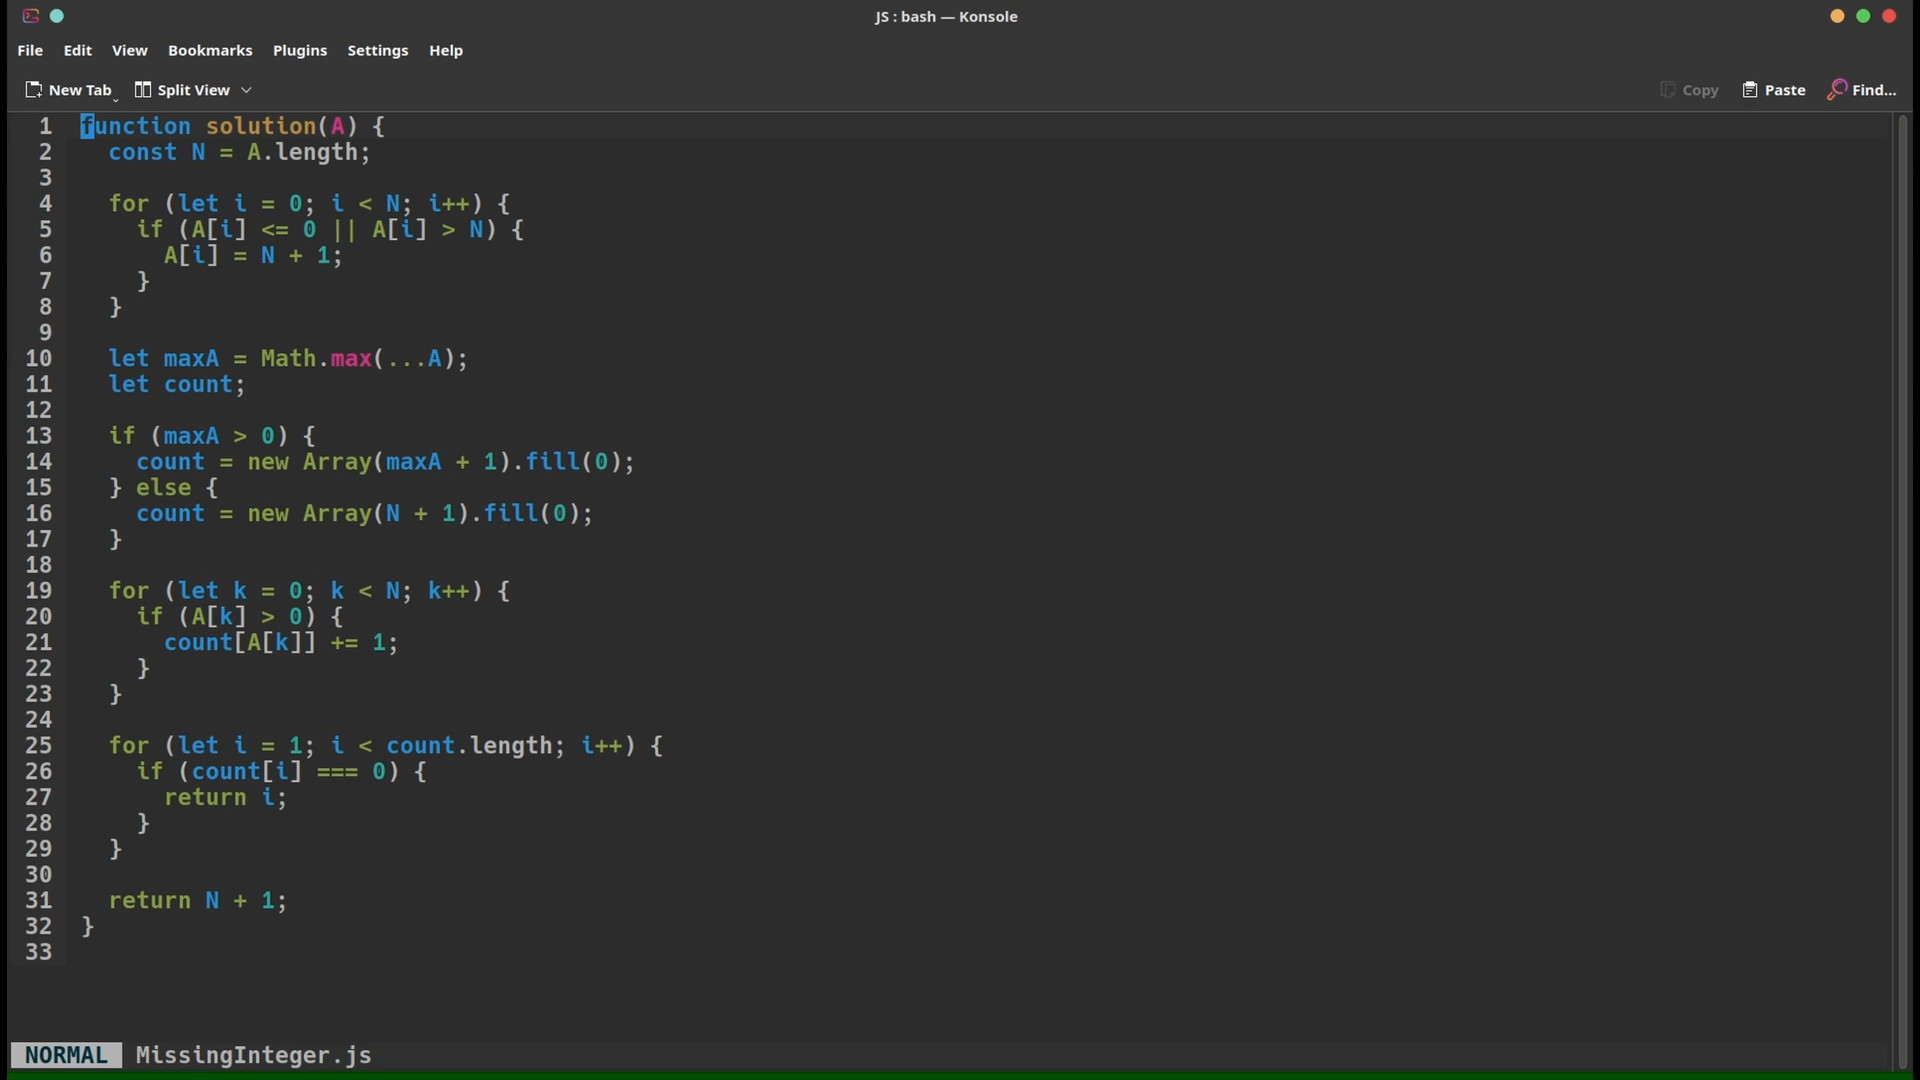 JS : bash — Konsole
File Edit View Bookmarks Plugins Settings Help
New Tab Split View Copy Paste Find...
1 function solution(A) {
2   const N = A.length;
3
4   for (let i = 0; i < N; i++) {
5     if (A[i] <= 0 || A[i] > N) {
6       A[i] = N + 1;
7     }
8   }
9
10   let maxA = Math.max(...A);
11   let count;
12
13   if (maxA > 0) {
14     count = new Array(maxA + 1).fill(0);
15   } else {
16     count = new Array(N + 1).fill(0);
17   }
18
19   for (let k = 0; k < N; k++) {
20     if (A[k] > 0) {
21       count[A[k]] += 1;
22     }
23   }
24
25   for (let i = 1; i < count.length; i++) {
26     if (count[i] === 0) {
27       return i;
28     }
29   }
30
31   return N + 1;
32 }
33
NORMAL MissingInteger.js